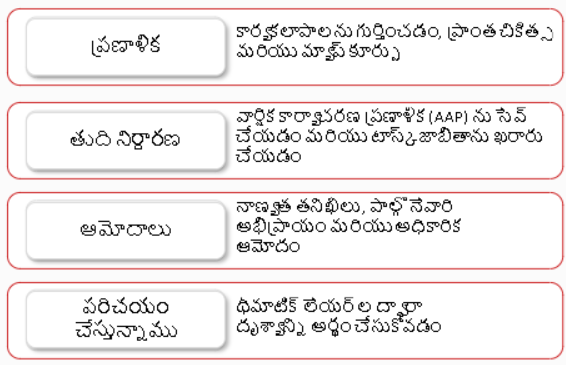 ప్రణాళిక
కార్యకలాపాలను గుర్తించడం, ప్రాంత చికిత్స
మరియు మ్యాప్ కూర్పు
తుది నిర్ధారణ
వార్షిక కార్యాచరణ ప్రణాళిక (AAP) ను సేవ్
చేయడం మరియు టాస్క్ జాబితాను ఖరారు
చేయడం
ఆమోదాలు
నాణ్యత తనిఖీలు, పాల్గొనేవారి
అభిప్రాయం మరియు అధికారిక
ఆమోదం
పరిచయం
చేస్తున్నాము
థిమాటిక్ లేయర్ ల ద్వారా
దృశ్యాన్ని అర్థం చేసుకోవడం